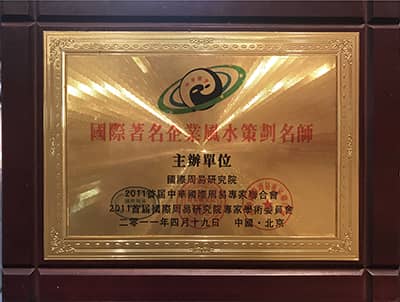 國際著名企業風水策劃名師
主辦單位
國際周易研究院
2011首届中華國際周易專家聯合會
2011首届國際周易研究院專家學術委員會
二〇一一年四月十九日 中國·北京